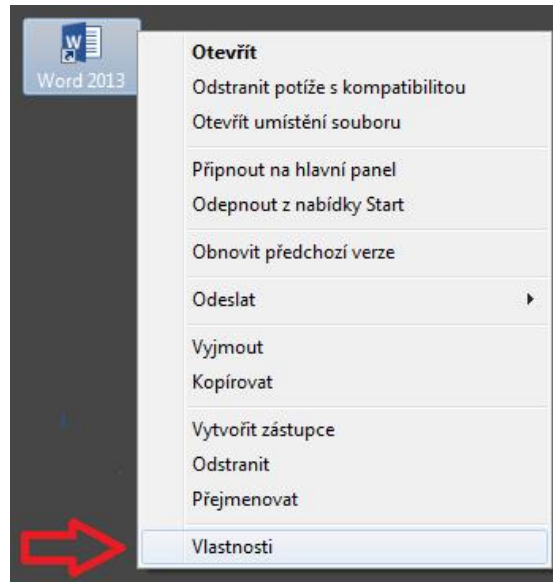 Word 2013
Otevřít
Odstranit potíže s kompatibilitou
Otevřít umístění souboru
Připnout na hlavní panel
Odepnout z nabídky Start
Obnovit předchozí verze
Odeslat
Vyjmout
Kopírovat
Vytvořit zástupce
Odstranit
Přejmenovat
Vlastnosti